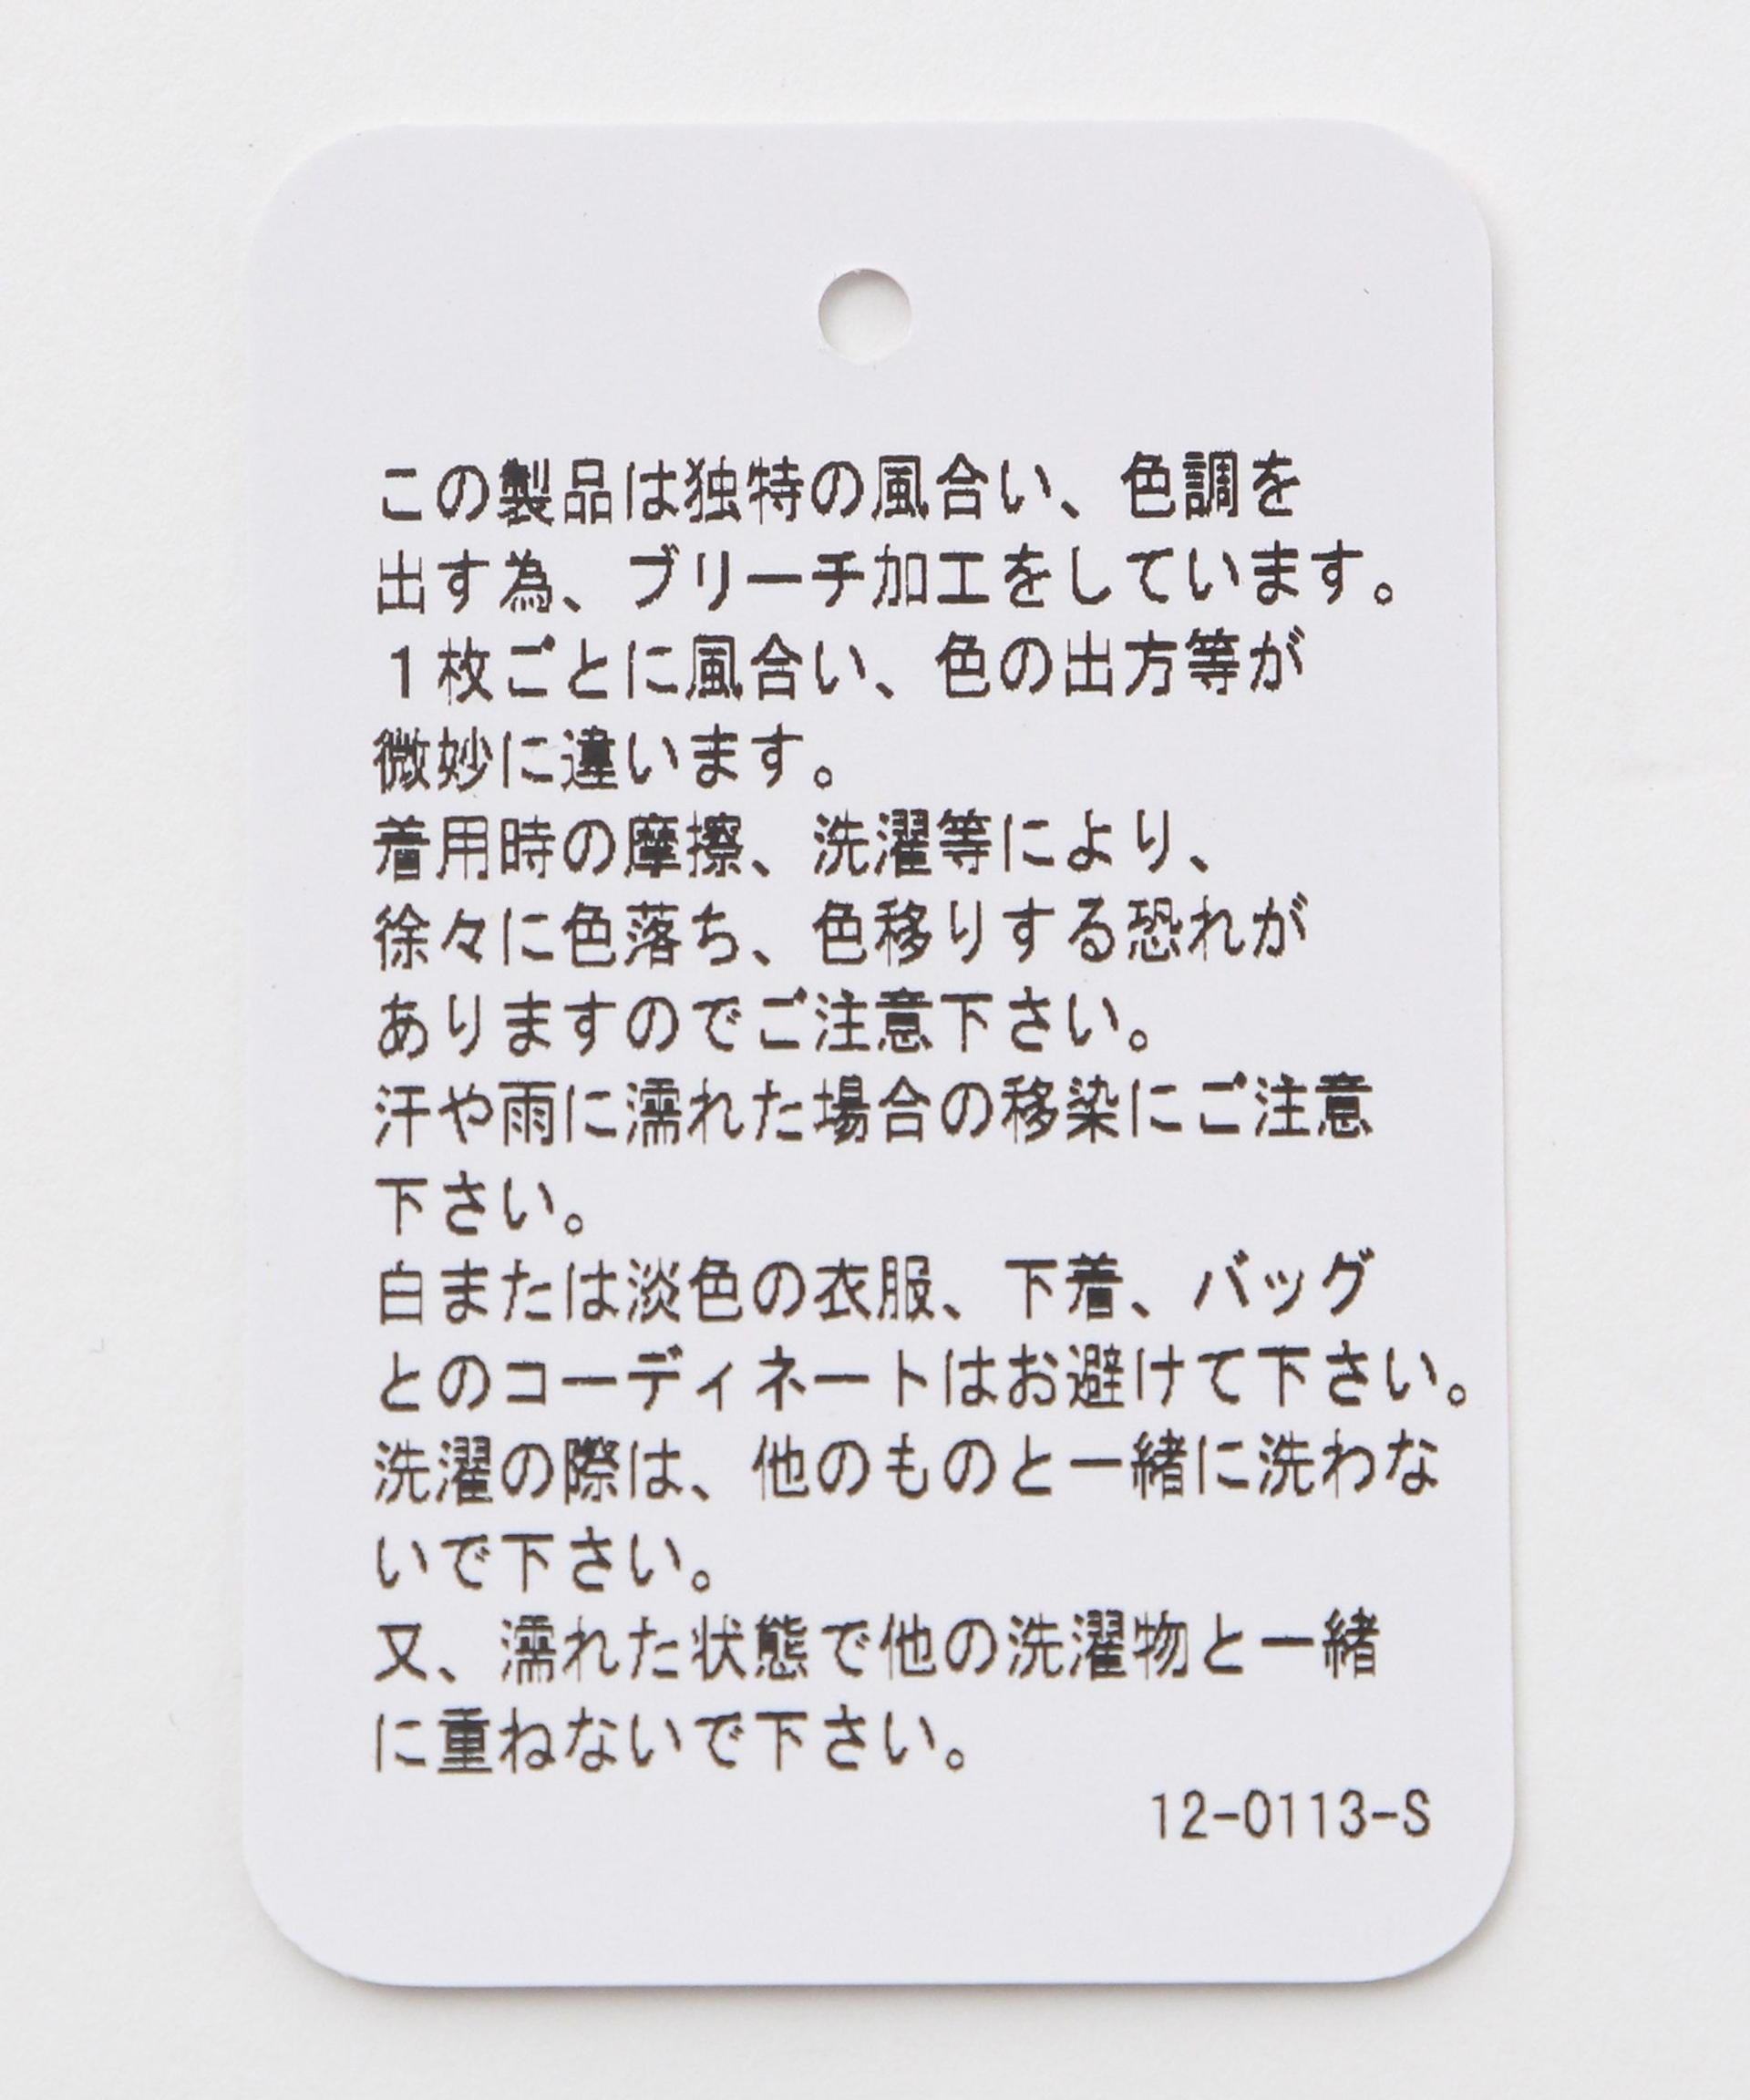 この製品は独特の風合い、色調を
出す為、ブリーチ加工をしています。
１枚ごとに風合い、色の出方等が
微妙に違います。
着用時の摩擦、洗濯等により、
徐々に色落ち、色移りする恐れが
ありますのでご注意下さい。
汗や雨に濡れた場合の移染にご注意
下さい。
白または淡色の衣服、下着、バッグ
とのコーディネートはお避けて下さい。
洗濯の際は、他のものと一緒に洗わな
いで下さい。
又、濡れた状態で他の洗濯物と一緒
に重ねないで下さい。
12-0113-S